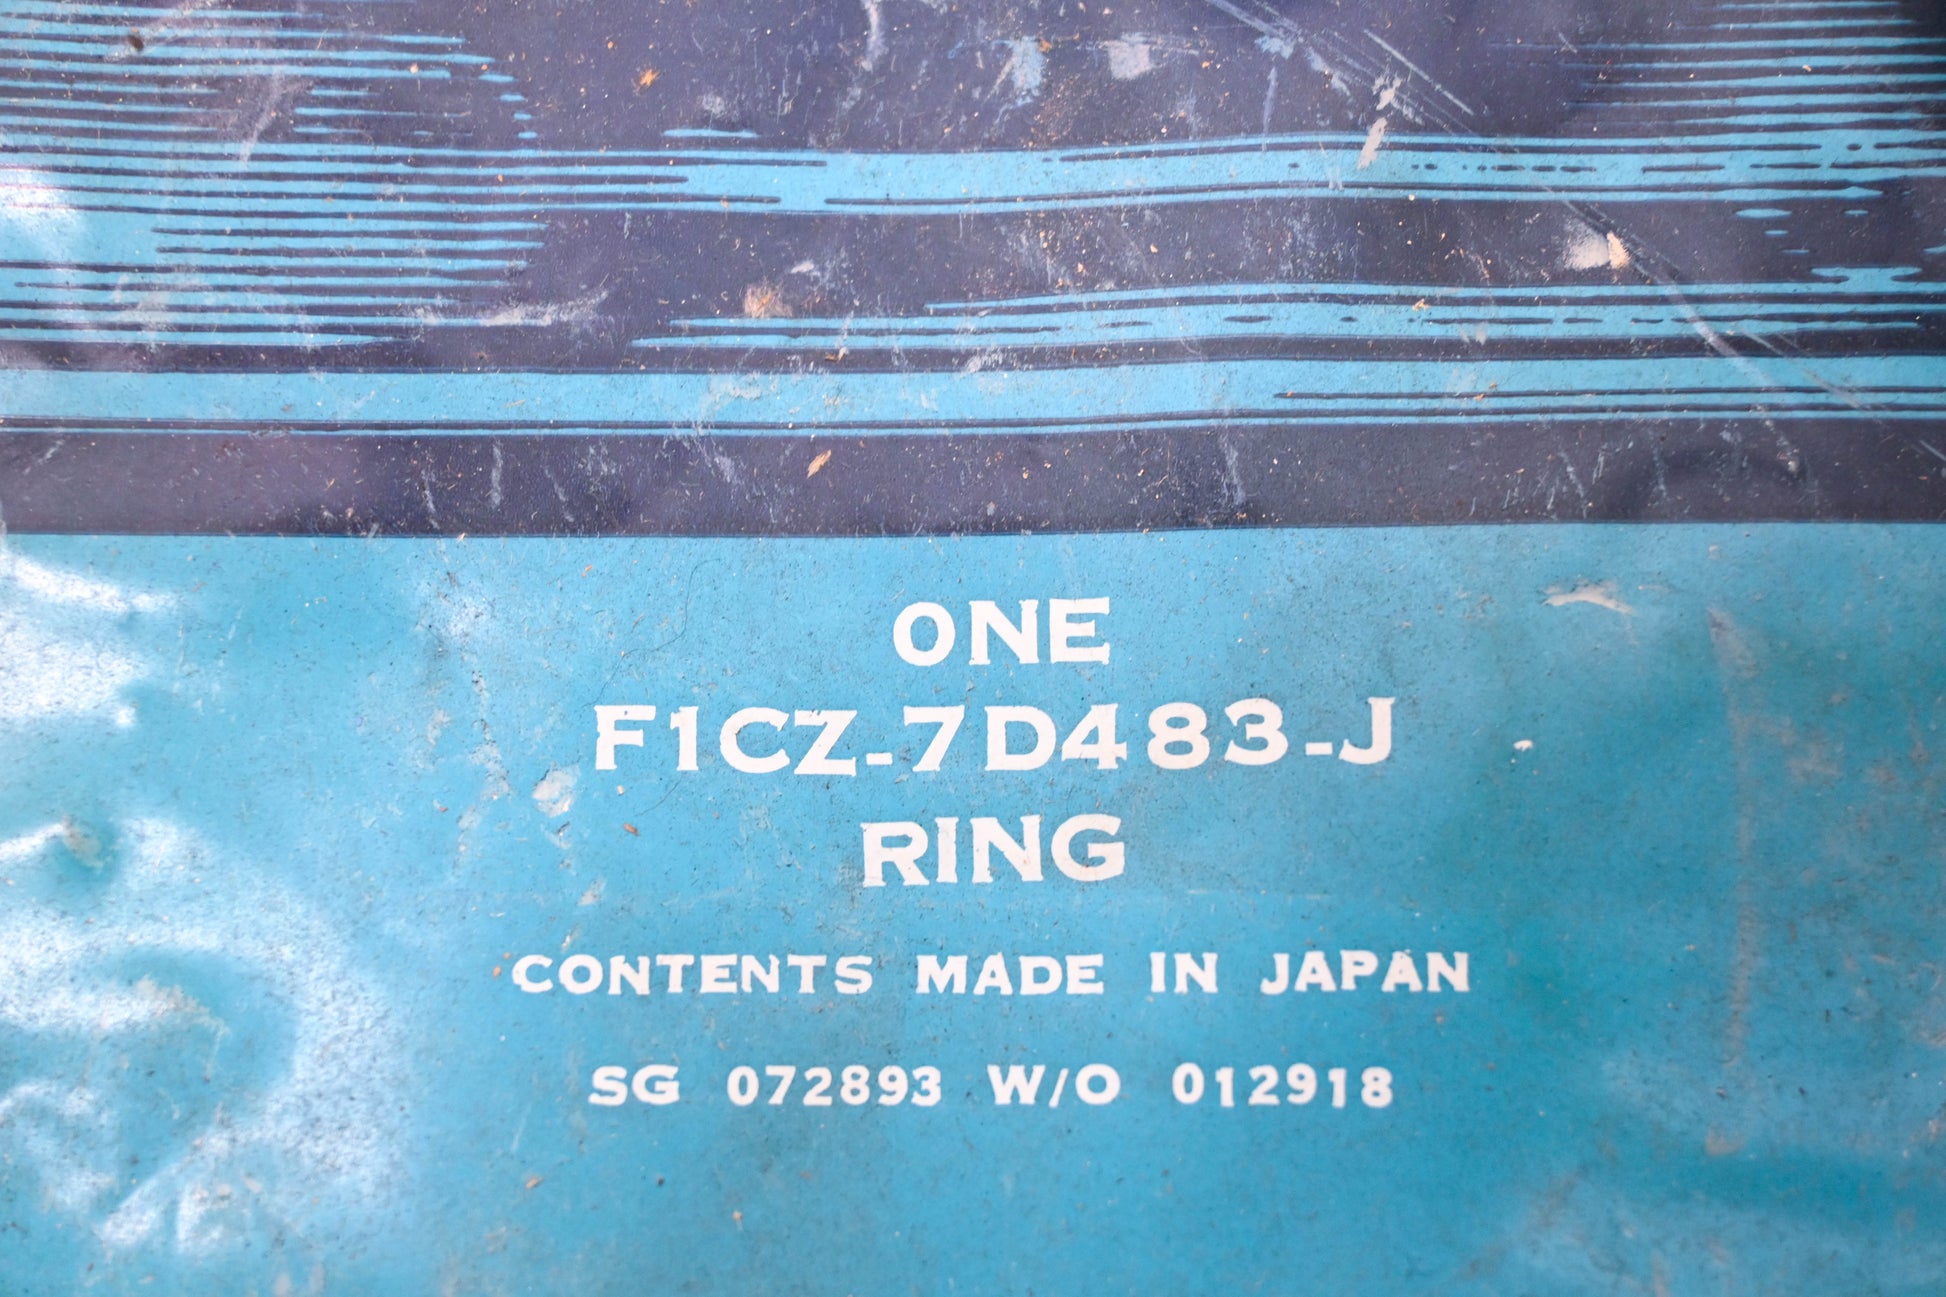 ONE
F1CZ-7D483-J
RING
CONTENTS MADE IN JAPAN
SG 072893 W/O 012918